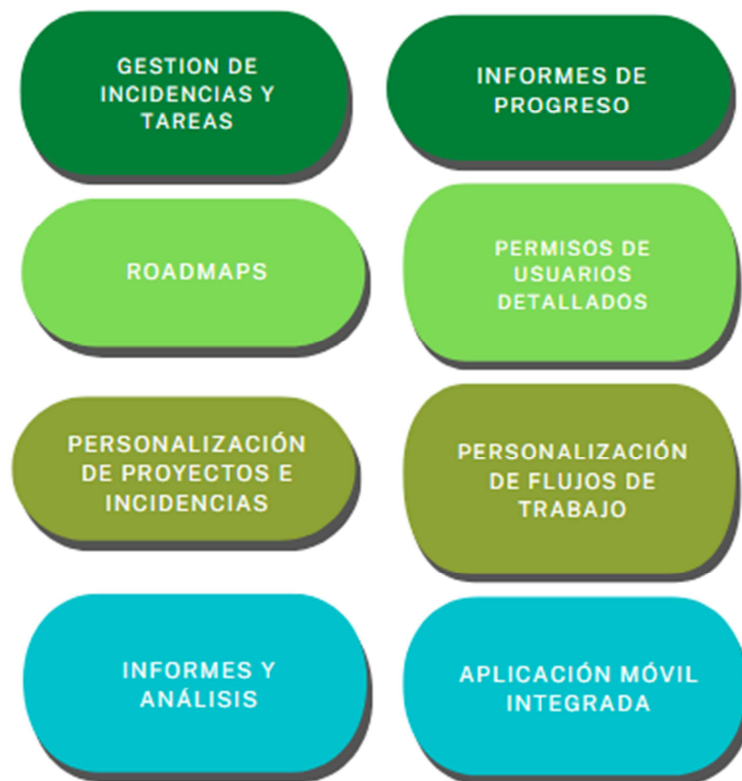 GESTION DE
INCIDENCIAS Y
TAREAS
INFORMES DE
PROGRESO
ROADMAPS
PERMISOS DE
USUARIOS
DETALLADOS
PERSONALIZACIÓN
DE PROYECTOS E
INCIDENCIAS
PERSONALIZACIÓN
DE FLUJOS DE
TRABAJO
INFORMES Y
ANÁLISIS
APLICACIÓN MÓVIL
INTEGRADA